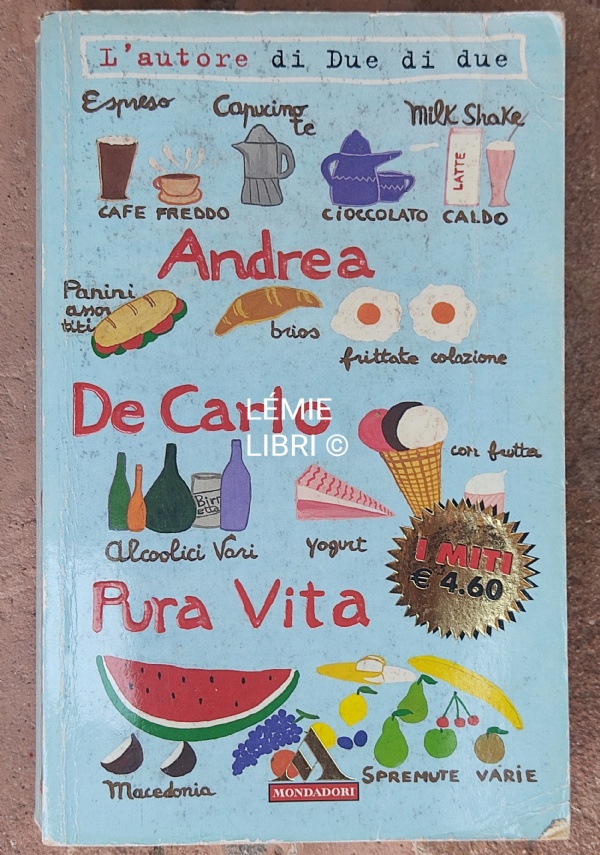 L'autore di Due di due
Espreso
Capucino
te
Milk Shake
LATTE
CAFE FREDDO
CIOCCOLATO CALDO
Andrea
Panini
assor
titi
brios
frittate colazione
De Carlo
LÉMIE
LIBRI ©
con frutta
Birr
etta
Alcoolici Vari
Yogurt
I MITI
€ 4.60
Pura Vita
Macedonia
SPREMUTE VARIE
MONDADORI